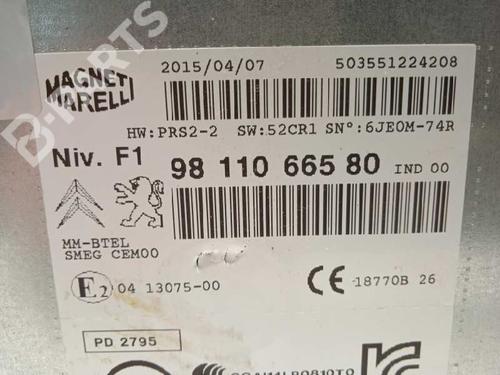 B-PARTS
MAGNETI
MARELLI
2015/04/07
503551224208
HW:PRS2-2 SW:52CR1 SN°:6JE0M-74R
Niv. F1
98 110 665 80 IND 00
MM-BTEL
SMEG CEM00
E2 04 13075-00
CE 18770B 26
PD 2795